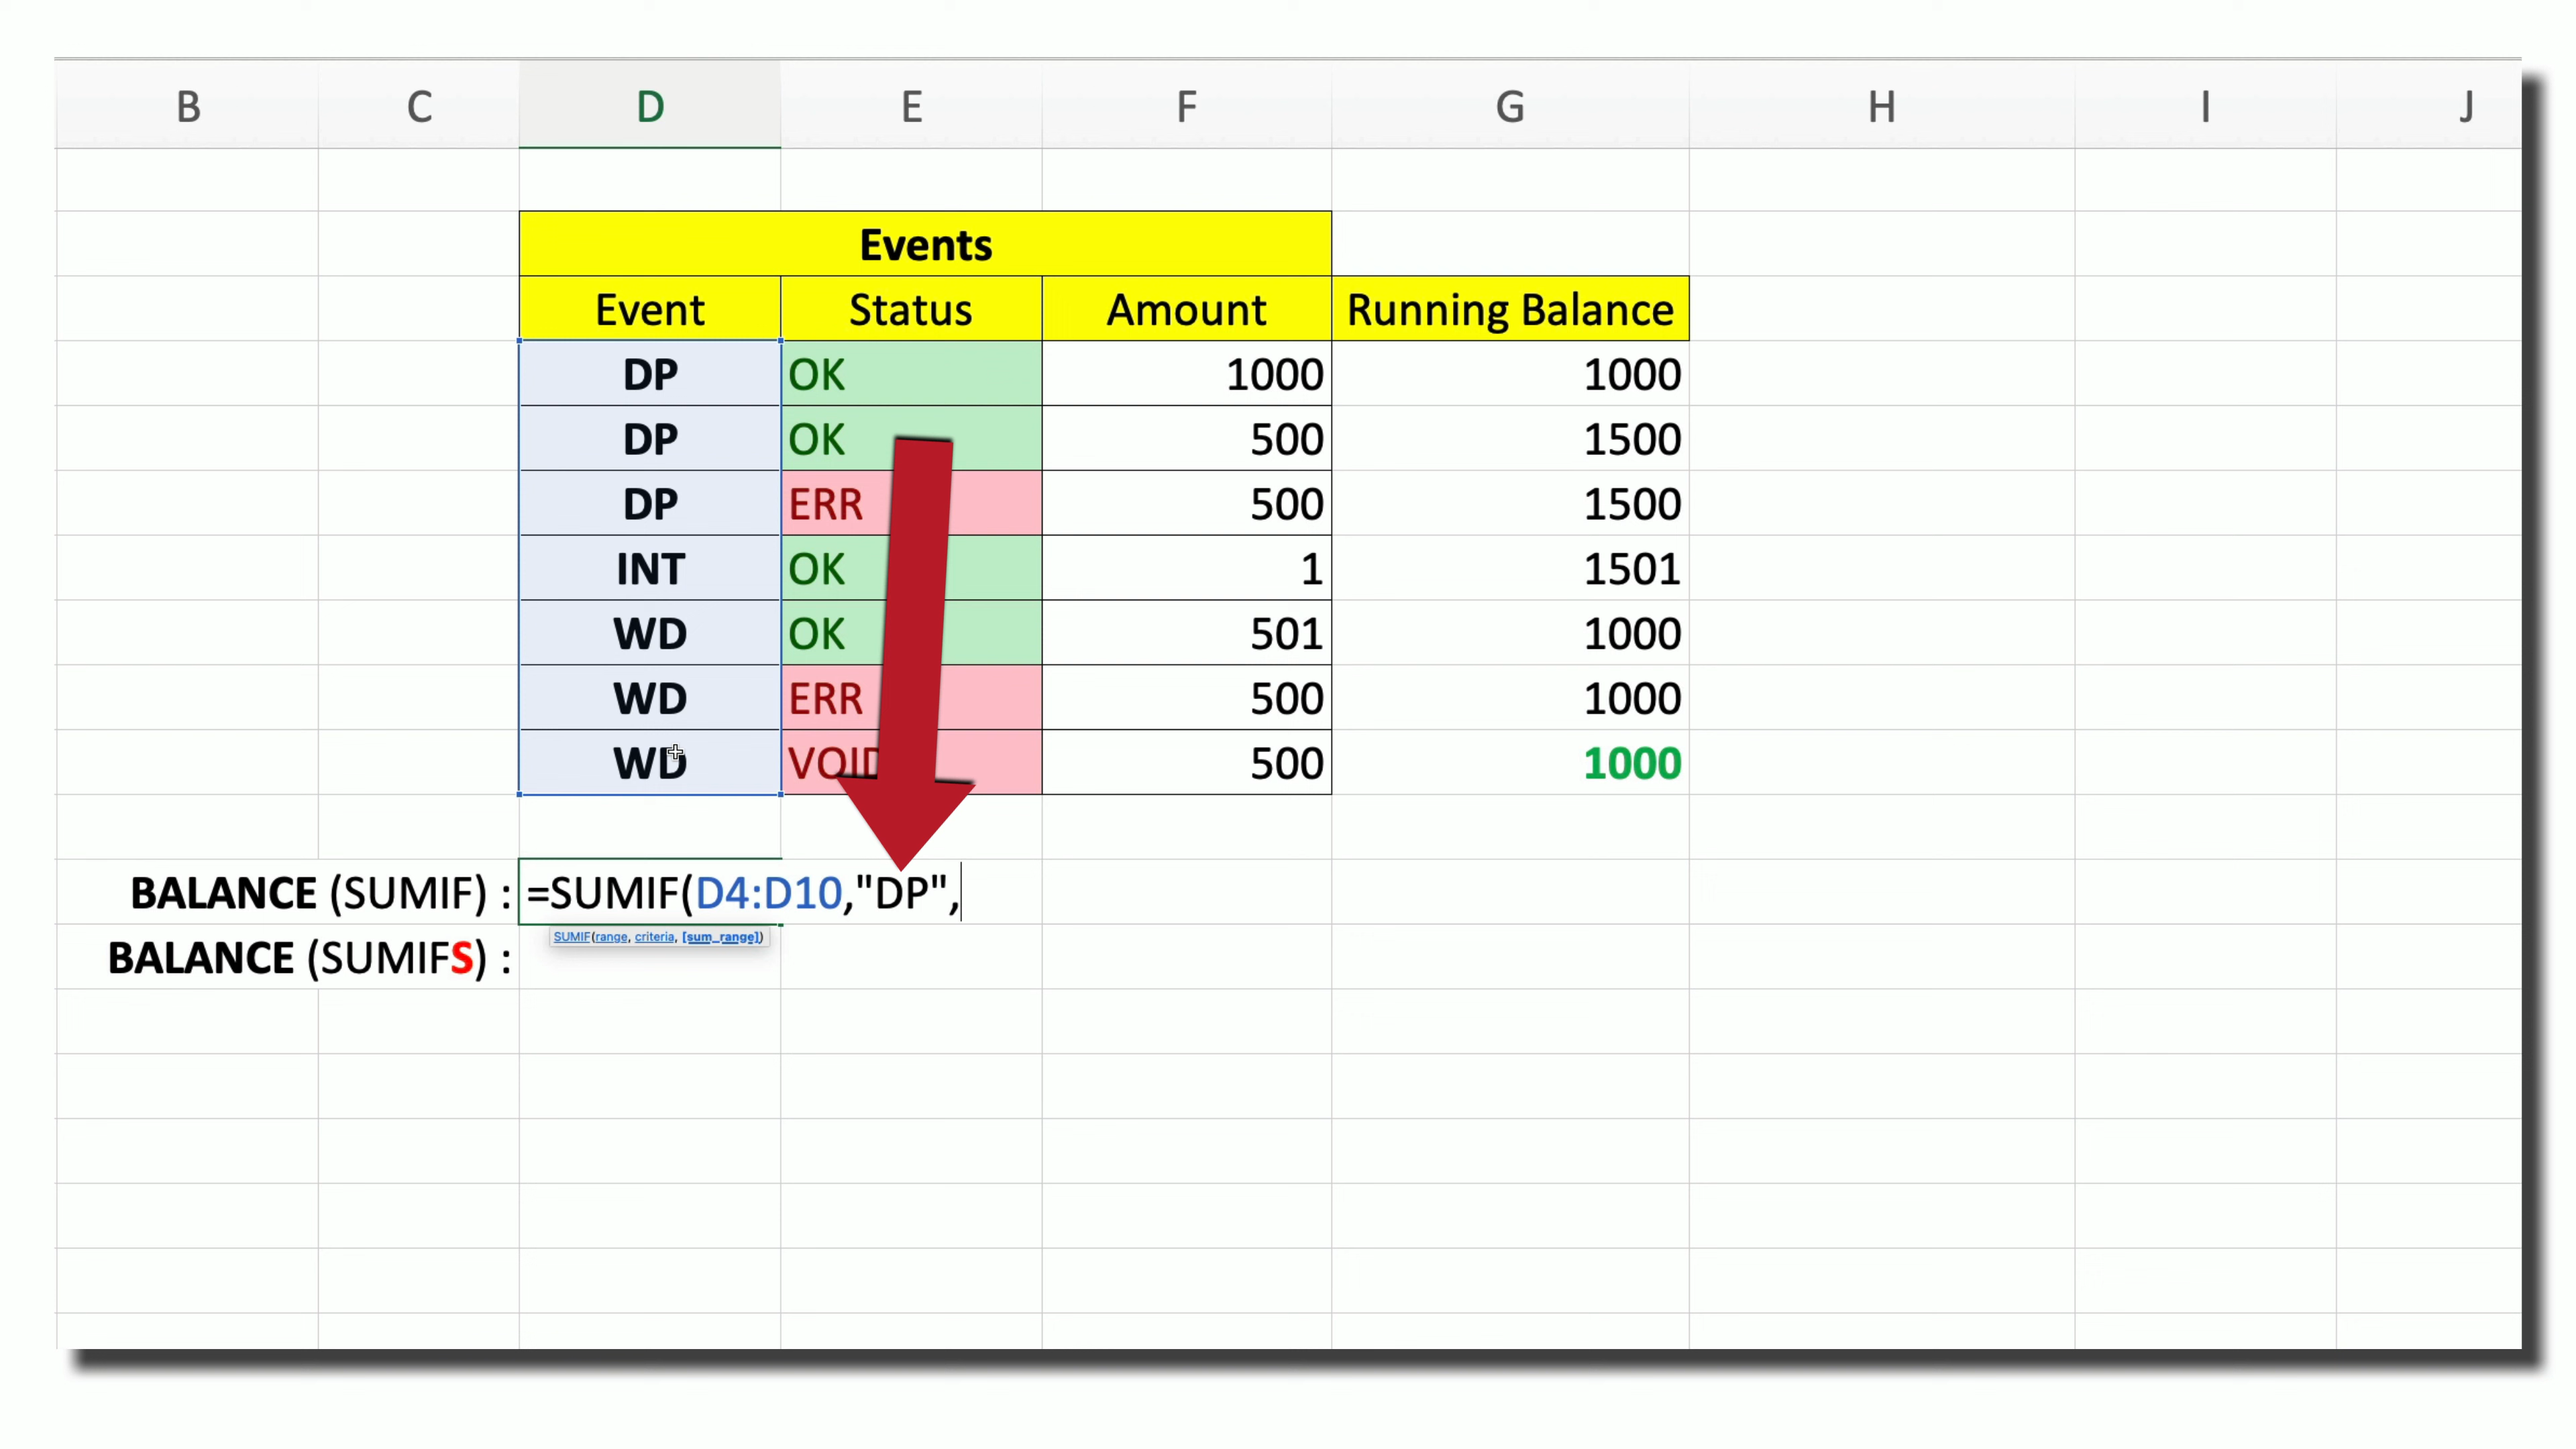 B C D E F G H I J
Events
Event Status Amount Running Balance
DP OK 1000 1000
DP OK 500 1500
DP ERR 500 1500
INT OK 1 1501
WD OK 501 1000
WD ERR 500 1000
WD VOID 500 1000
BALANCE (SUMIF) : =SUMIF(D4:D10,"DP",
SUMIF(range, criteria, [sum_range])
BALANCE (SUMIFS) :